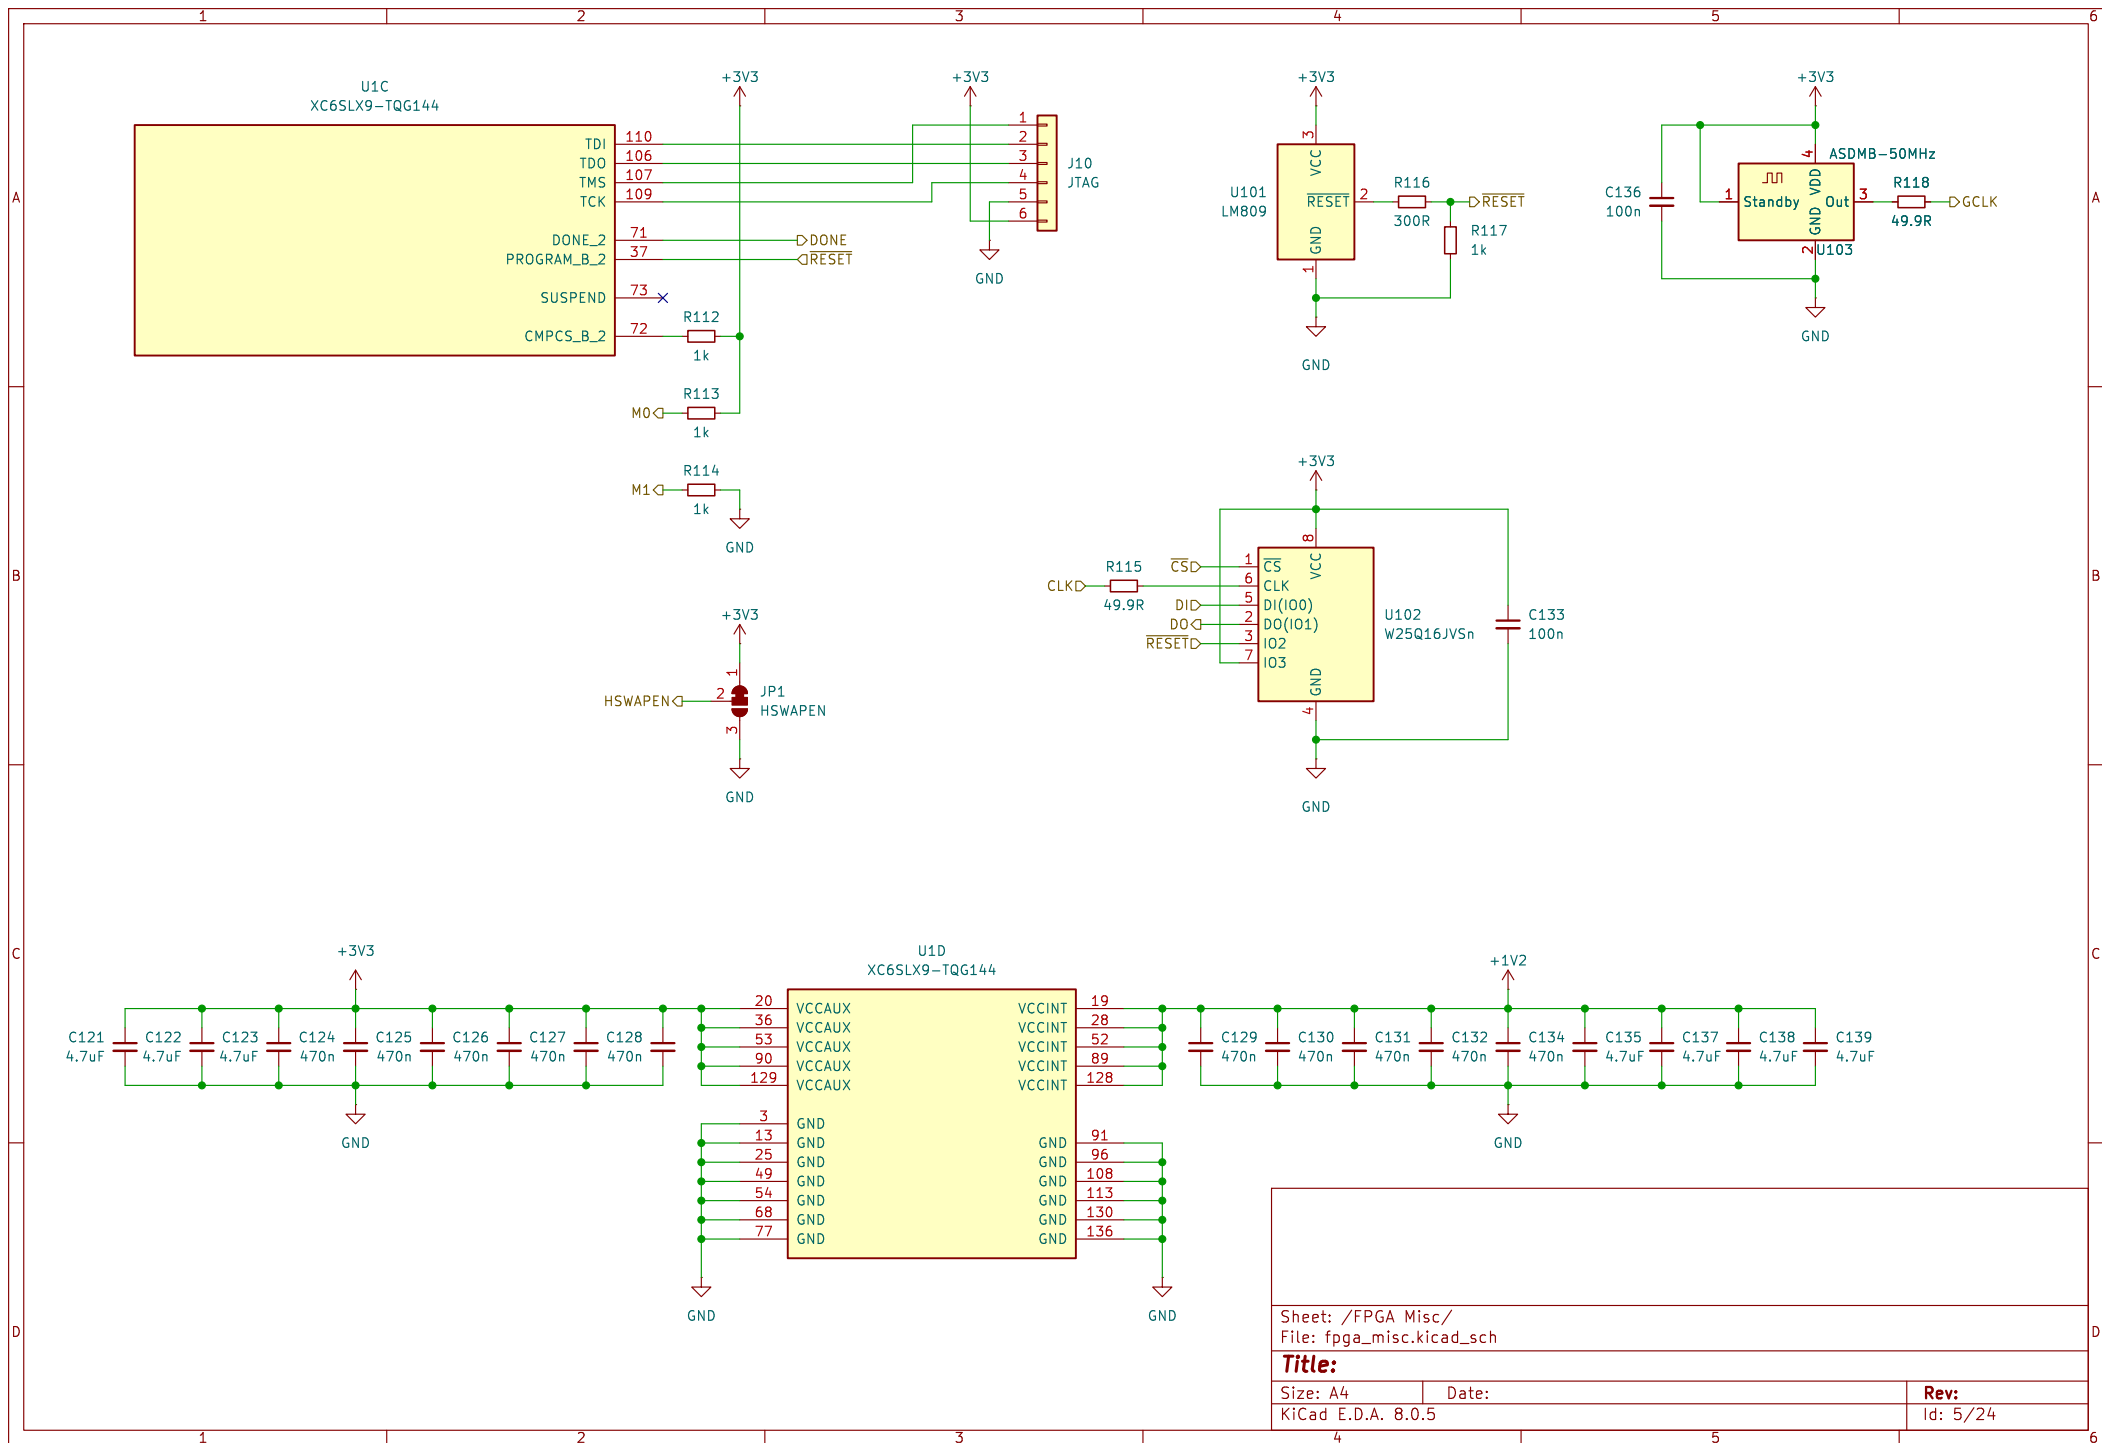 1 2 3 4 5 6
A
B
C
D
A
B
C
D
1 2 3 4 5 6
U1C
XC6SLX9-TQG144
TDI 110
TDO 106
TMS 107
TCK 109
DONE_2 71
PROGRAM_B_2 37
SUSPEND 73
CMPCS_B_2 72
DONE
RESET
+3V3
R112
1k
M0
R113
1k
M1
R114
1k
GND
+3V3
1
2
3
4
5
6
J10
JTAG
GND
+3V3
3
VCC
U101
LM809
RESET 2
GND
1
R116
300R
RESET
R117
1k
GND
+3V3
ASDMB-50MHz
C136
100n
4
VDD
1 Standby
Out 3
GND
2
U103
R118
49.9R
GCLK
GND
+3V3
8
VCC
CS 1 CS
CLK
R115
49.9R
6 CLK
DI 5 DI(IO0)
DO 2 DO(IO1)
RESET 3 IO2
7 IO3
GND
4
U102
W25Q16JVSn
C133
100n
GND
+3V3
1
HSWAPEN 2
3
JP1
HSWAPEN
GND
+3V3
C121
4.7uF
C122
4.7uF
C123
4.7uF
C124
470n
C125
470n
C126
470n
C127
470n
C128
470n
GND
U1D
XC6SLX9-TQG144
20 VCCAUX
36 VCCAUX
53 VCCAUX
90 VCCAUX
129 VCCAUX
3 GND
13 GND
25 GND
49 GND
54 GND
68 GND
77 GND
GND
VCCINT 19
VCCINT 28
VCCINT 52
VCCINT 89
VCCINT 128
GND 91
GND 96
GND 108
GND 113
GND 130
GND 136
GND
+1V2
C129
470n
C130
470n
C131
470n
C132
470n
C134
470n
C135
4.7uF
C137
4.7uF
C138
4.7uF
C139
4.7uF
GND
Sheet: /FPGA Misc/
File: fpga_misc.kicad_sch
Title:
Size: A4 Date: Rev:
KiCad E.D.A. 8.0.5 Id: 5/24